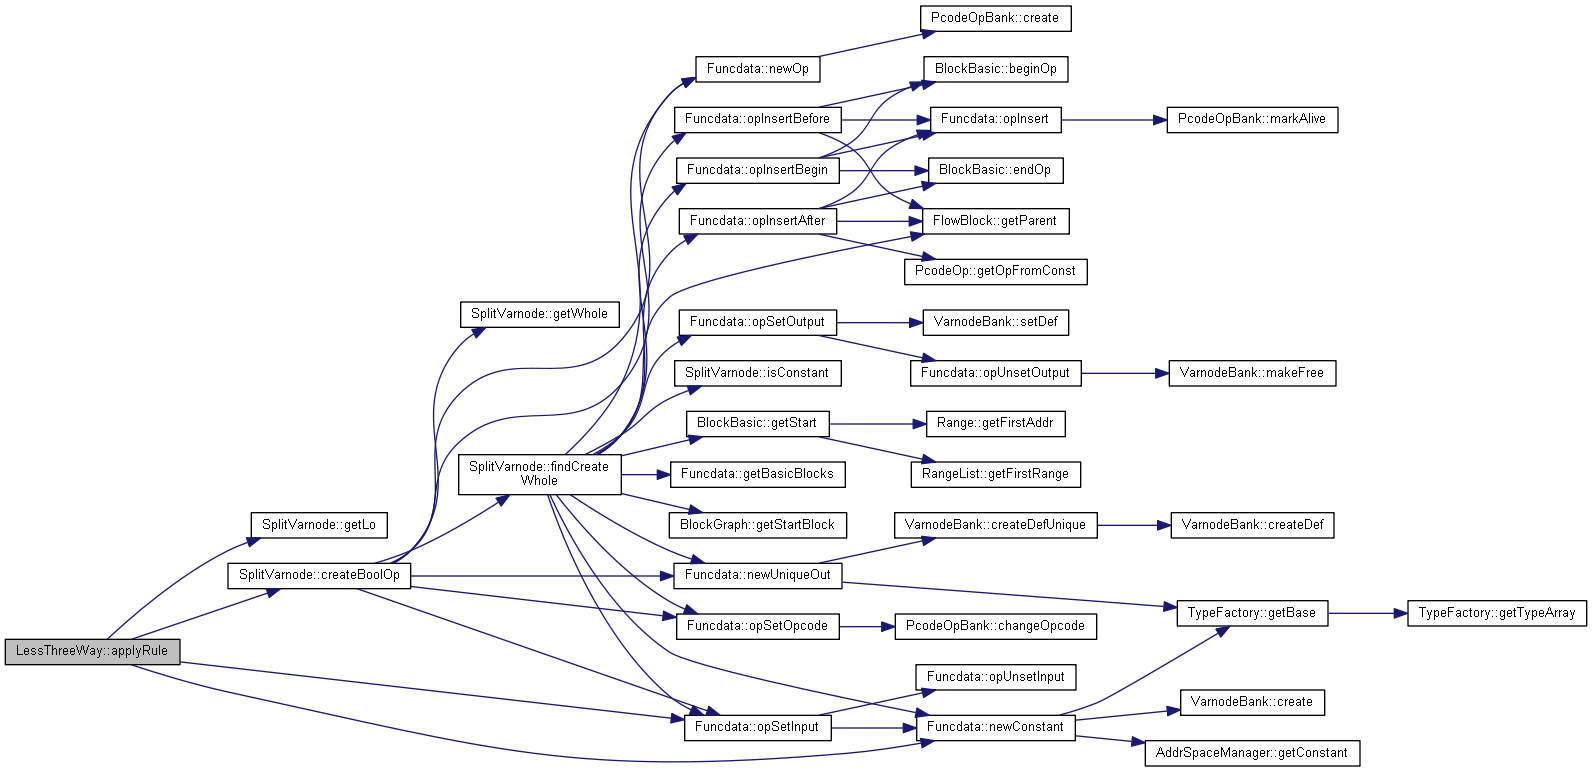 PcodeOpBank::create
Funcdata::newOp
BlockBasic::beginOp
Funcdata::opInsertBefore
Funcdata::opInsert
PcodeOpBank::markAlive
Funcdata::opInsertBegin
BlockBasic::endOp
Funcdata::opInsertAfter
FlowBlock::getParent
PcodeOp::getOpFromConst
SplitVarnode::getWhole
Funcdata::opSetOutput
VarnodeBank::setDef
SplitVarnode::isConstant
Funcdata::opUnsetOutput
VarnodeBank::makeFree
BlockBasic::getStart
Range::getFirstAddr
SplitVarnode::findCreate
Whole
Funcdata::getBasicBlocks
RangeList::getFirstRange
SplitVarnode::getLo
BlockGraph::getStartBlock
VarnodeBank::createDefUnique
VarnodeBank::createDef
SplitVarnode::createBoolOp
Funcdata::newUniqueOut
TypeFactory::getBase
TypeFactory::getTypeArray
Funcdata::opSetOpcode
PcodeOpBank::changeOpcode
LessThreeWay::applyRule
Funcdata::opUnsetInput
VarnodeBank::create
Funcdata::opSetInput
Funcdata::newConstant
AddrSpaceManager::getConstant